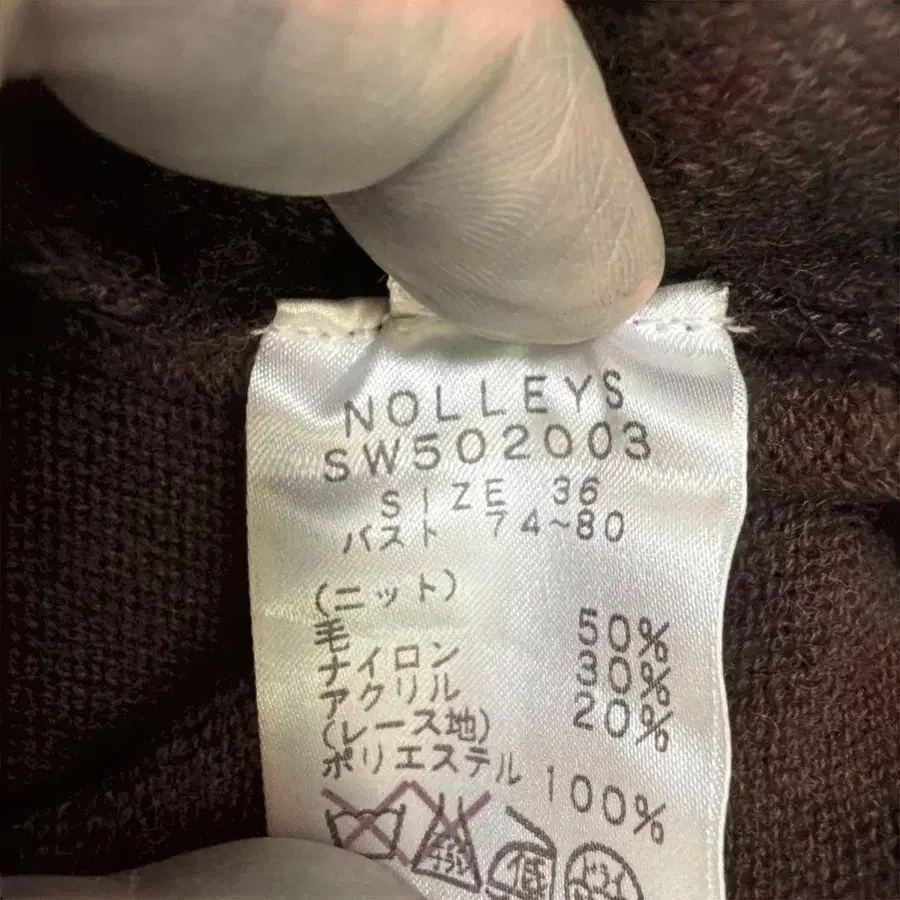 NOLLEYS
SW502003
SIZE 36
バスト 74~80
(ニット)
毛 50%
ナイロン 30%
アクリル 20%
(レース地)
ポリエステル 100%
低